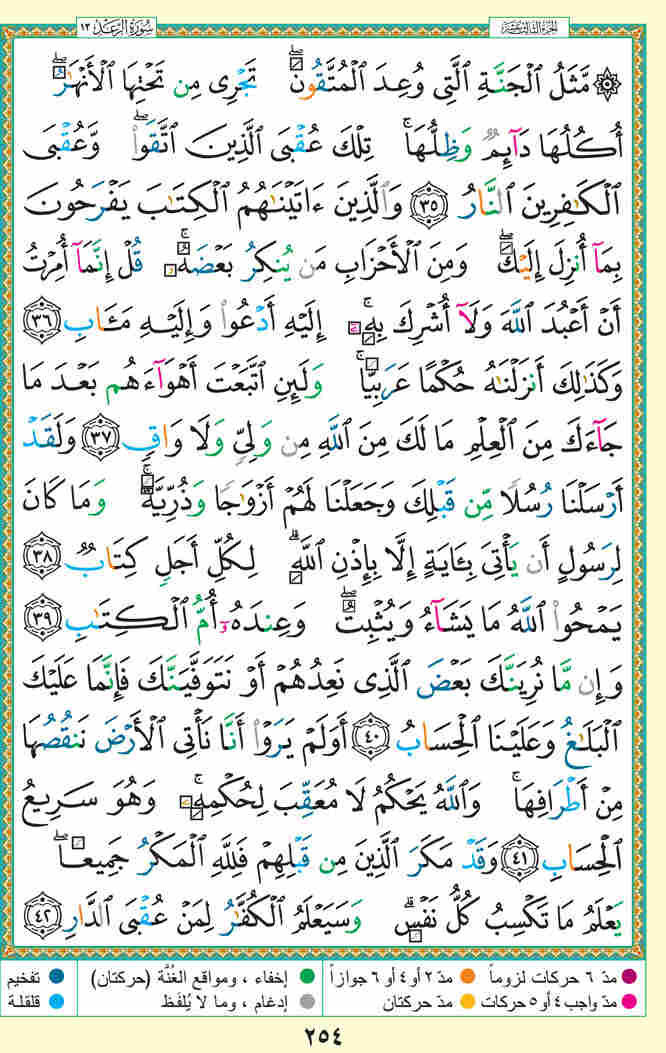 سُورَةُ الرَّعْدِ ١٣
الجزء الثالث عشر
۞ مَّثَلُ ٱلْجَنَّةِ ٱلَّتِى وُعِدَ ٱلْمُتَّقُونَ ۖ تَجْرِى مِن تَحْتِهَا ٱلْأَنْهَٰرُ ۖ
أُكُلُهَا دَآئِمٌ وَظِلُّهَا ۚ تِلْكَ عُقْبَى ٱلَّذِينَ ٱتَّقَوا۟ ۖ وَّعُقْبَى
ٱلْكَٰفِرِينَ ٱلنَّارُ ٣٥ وَٱلَّذِينَ ءَاتَيْنَٰهُمُ ٱلْكِتَٰبَ يَفْرَحُونَ
بِمَآ أُنزِلَ إِلَيْكَ ۖ وَمِنَ ٱلْأَحْزَابِ مَن يُنكِرُ بَعْضَهُۥ ۚ قُلْ إِنَّمَآ أُمِرْتُ
أَنْ أَعْبُدَ ٱللَّهَ وَلَآ أُشْرِكَ بِهِۦٓ ۚ إِلَيْهِ أَدْعُوا۟ وَإِلَيْهِ مَـَٔابِ ٣٦
وَكَذَٰلِكَ أَنزَلْنَٰهُ حُكْمًا عَرَبِيًّا ۚ وَلَئِنِ ٱتَّبَعْتَ أَهْوَآءَهُم بَعْدَ مَا
جَآءَكَ مِنَ ٱلْعِلْمِ مَا لَكَ مِنَ ٱللَّهِ مِن وَلِىٍّ وَلَا وَاقٍ ٣٧ وَلَقَدْ
أَرْسَلْنَا رُسُلًا مِّن قَبْلِكَ وَجَعَلْنَا لَهُمْ أَزْوَٰجًا وَذُرِّيَّةً ۚ وَمَا كَانَ
لِرَسُولٍ أَن يَأْتِىَ بِـَٔايَةٍ إِلَّا بِإِذْنِ ٱللَّهِ ۗ لِكُلِّ أَجَلٍ كِتَابٌ ٣٨
يَمْحُوا۟ ٱللَّهُ مَا يَشَآءُ وَيُثْبِتُ ۖ وَعِندَهُۥٓ أُمُّ ٱلْكِتَٰبِ ٣٩
وَإِن مَّا نُرِيَنَّكَ بَعْضَ ٱلَّذِى نَعِدُهُمْ أَوْ نَتَوَفَّيَنَّكَ فَإِنَّمَا عَلَيْكَ
ٱلْبَلَٰغُ وَعَلَيْنَا ٱلْحِسَابُ ٤٠ أَوَلَمْ يَرَوْا۟ أَنَّا نَأْتِى ٱلْأَرْضَ نَنقُصُهَا
مِنْ أَطْرَافِهَا ۚ وَٱللَّهُ يَحْكُمُ لَا مُعَقِّبَ لِحُكْمِهِۦ ۚ وَهُوَ سَرِيعُ
ٱلْحِسَابِ ٤١ وَقَدْ مَكَرَ ٱلَّذِينَ مِن قَبْلِهِمْ فَلِلَّهِ ٱلْمَكْرُ جَمِيعًا ۖ
يَعْلَمُ مَا تَكْسِبُ كُلُّ نَفْسٍ ۗ وَسَيَعْلَمُ ٱلْكُفَّٰرُ لِمَنْ عُقْبَى ٱلدَّارِ ٤٢
مدّ ٦ حركات لزوماً مدّ ٢ أو ٤ أو ٦ جوازاً إخفاء ، ومواقع الغُنَّة (حركتان) تفخيم
مدّ واجب ٤ أو ٥ حركات مدّ حركتان إدغام ، وما لا يُلفَظ قلقلة
٢٥٤